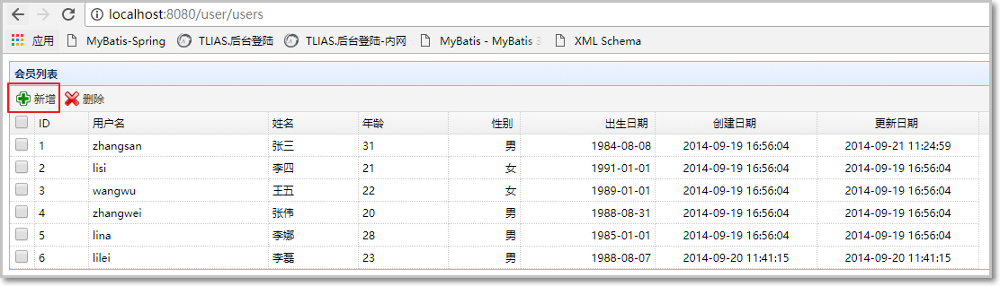 localhost:8080/user/users
应用 MyBatis-Spring TLIAS.后台登陆 TLIAS.后台登陆-内网 MyBatis - MyBatis 3 XML Schema
会员列表
新增 删除
ID 用户名 姓名 年龄 性别 出生日期 创建日期 更新日期
1 zhangsan 张三 31 男 1984-08-08 2014-09-19 16:56:04 2014-09-21 11:24:59
2 lisi 李四 21 女 1991-01-01 2014-09-19 16:56:04 2014-09-19 16:56:04
3 wangwu 王五 22 女 1989-01-01 2014-09-19 16:56:04 2014-09-19 16:56:04
4 zhangwei 张伟 20 男 1988-08-31 2014-09-19 16:56:04 2014-09-19 16:56:04
5 lina 李娜 28 男 1985-01-01 2014-09-19 16:56:04 2014-09-19 16:56:04
6 lilei 李磊 23 男 1988-08-07 2014-09-20 11:41:15 2014-09-20 11:41:15